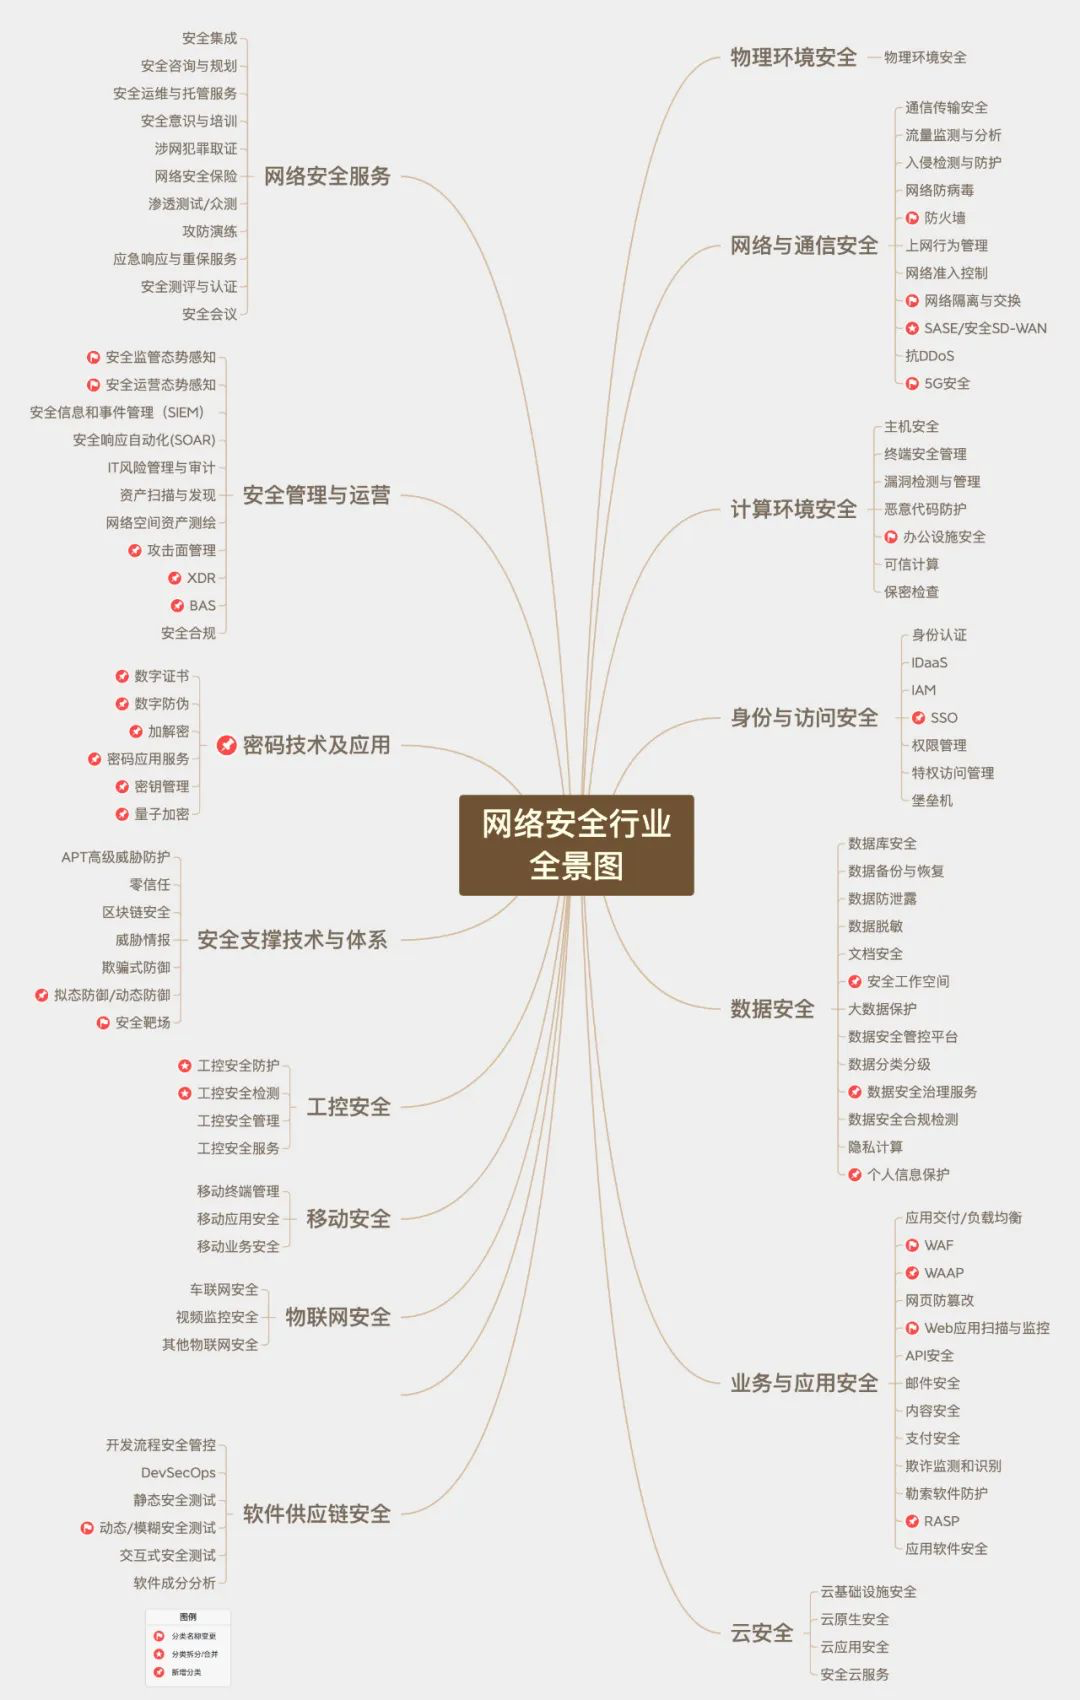 网络安全行业
全景图
网络安全服务
安全集成
安全咨询与规划
安全运维与托管服务
安全意识与培训
涉网犯罪取证
网络安全保险
渗透测试/众测
攻防演练
应急响应与重保服务
安全测评与认证
安全会议
安全管理与运营
安全监管态势感知
安全运营态势感知
安全信息和事件管理（SIEM）
安全响应自动化(SOAR)
IT风险管理与审计
资产扫描与发现
网络空间资产测绘
攻击面管理
XDR
BAS
安全合规
密码技术及应用
数字证书
数字防伪
加解密
密码应用服务
密钥管理
量子加密
安全支撑技术与体系
APT高级威胁防护
零信任
区块链安全
威胁情报
欺骗式防御
拟态防御/动态防御
安全靶场
工控安全
工控安全防护
工控安全检测
工控安全管理
工控安全服务
移动安全
移动终端管理
移动应用安全
移动业务安全
物联网安全
车联网安全
视频监控安全
其他物联网安全
软件供应链安全
开发流程安全管控
DevSecOps
静态安全测试
动态/模糊安全测试
交互式安全测试
软件成分分析
图例
分类名称变更
分类拆分/合并
新增分类
物理环境安全
物理环境安全
网络与通信安全
通信传输安全
流量监测与分析
入侵检测与防护
网络防病毒
防火墙
上网行为管理
网络准入控制
网络隔离与交换
SASE/安全SD-WAN
抗DDoS
5G安全
计算环境安全
主机安全
终端安全管理
漏洞检测与管理
恶意代码防护
办公设施安全
可信计算
保密检查
身份与访问安全
身份认证
IDaaS
IAM
SSO
权限管理
特权访问管理
堡垒机
数据安全
数据库安全
数据备份与恢复
数据防泄露
数据脱敏
文档安全
安全工作空间
大数据保护
数据安全管控平台
数据分类分级
数据安全治理服务
数据安全合规检测
隐私计算
个人信息保护
业务与应用安全
应用交付/负载均衡
WAF
WAAP
网页防篡改
Web应用扫描与监控
API安全
邮件安全
内容安全
支付安全
欺诈监测和识别
勒索软件防护
RASP
应用软件安全
云安全
云基础设施安全
云原生安全
云应用安全
安全云服务